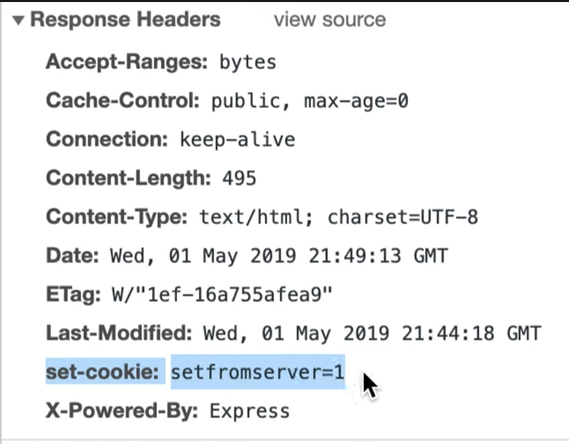 Response Headers view source
Accept-Ranges: bytes
Cache-Control: public, max-age=0
Connection: keep-alive
Content-Length: 495
Content-Type: text/html; charset=UTF-8
Date: Wed, 01 May 2019 21:49:13 GMT
ETag: W/"1ef-16a755afea9"
Last-Modified: Wed, 01 May 2019 21:44:18 GMT
set-cookie: setfromserver=1
X-Powered-By: Express